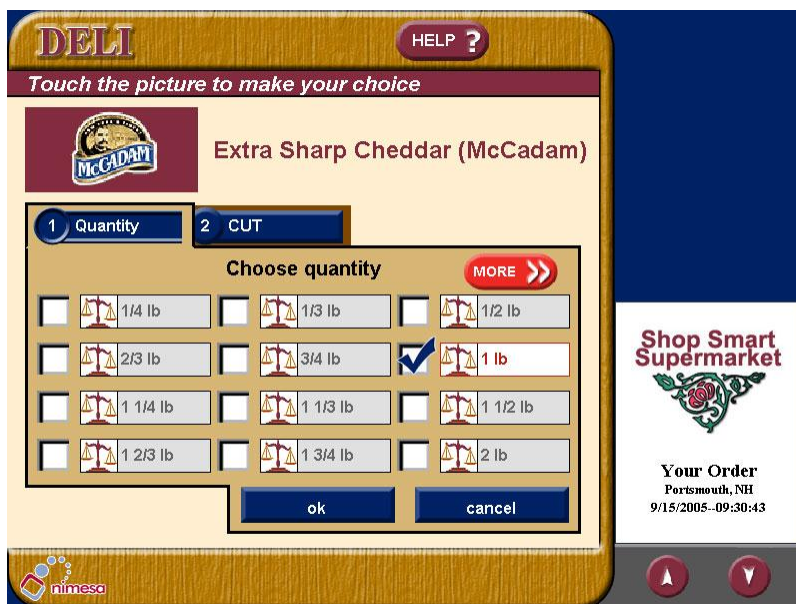 DELI
HELP ?
Touch the picture to make your choice
McCADAM
Extra Sharp Cheddar (McCadam)
1 Quantity
2 CUT
Choose quantity
MORE
1/4 lb
1/3 lb
1/2 lb
2/3 lb
3/4 lb
1 lb
1 1/4 lb
1 1/3 lb
1 1/2 lb
1 2/3 lb
1 3/4 lb
2 lb
ok
cancel
nimesa
Shop Smart
Supermarket
Your Order
Portsmouth, NH
9/15/2005--09:30:43